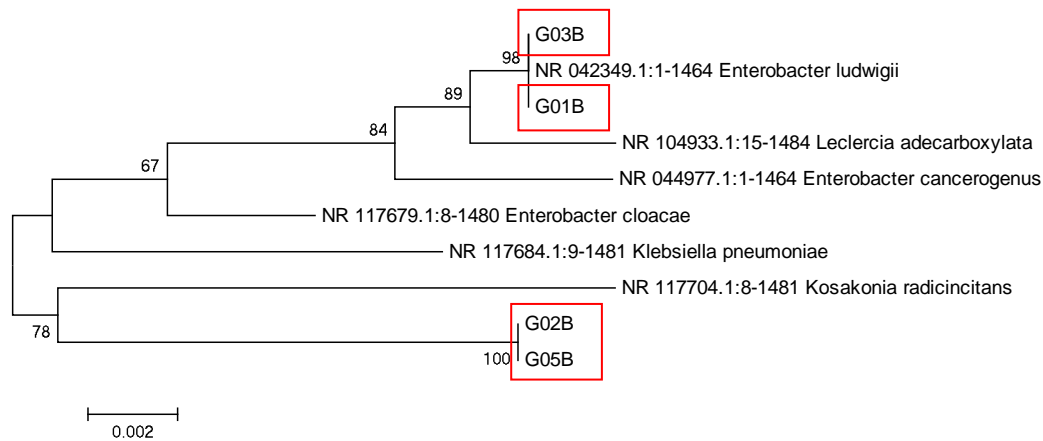 G03B
98
NR 042349.1:1-1464 Enterobacter ludwigii
G01B
89
NR 104933.1:15-1484 Leclercia adecarboxylata
84
NR 044977.1:1-1464 Enterobacter cancerogenus
67
NR 117679.1:8-1480 Enterobacter cloacae
NR 117684.1:9-1481 Klebsiella pneumoniae
NR 117704.1:8-1481 Kosakonia radicincitans
78
G02B
100
G05B
0.002